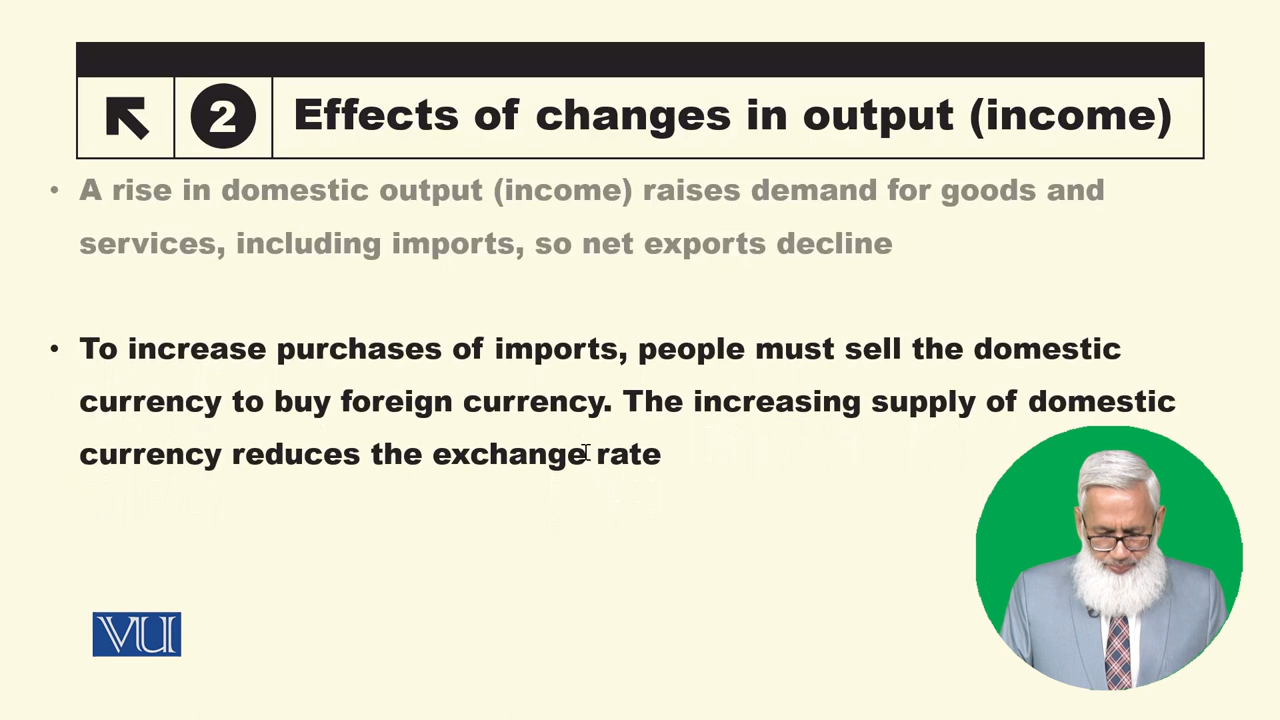 2 Effects of changes in output (income)
• A rise in domestic output (income) raises demand for goods and
services, including imports, so net exports decline
• To increase purchases of imports, people must sell the domestic
currency to buy foreign currency. The increasing supply of domestic
currency reduces the exchange rate
VU